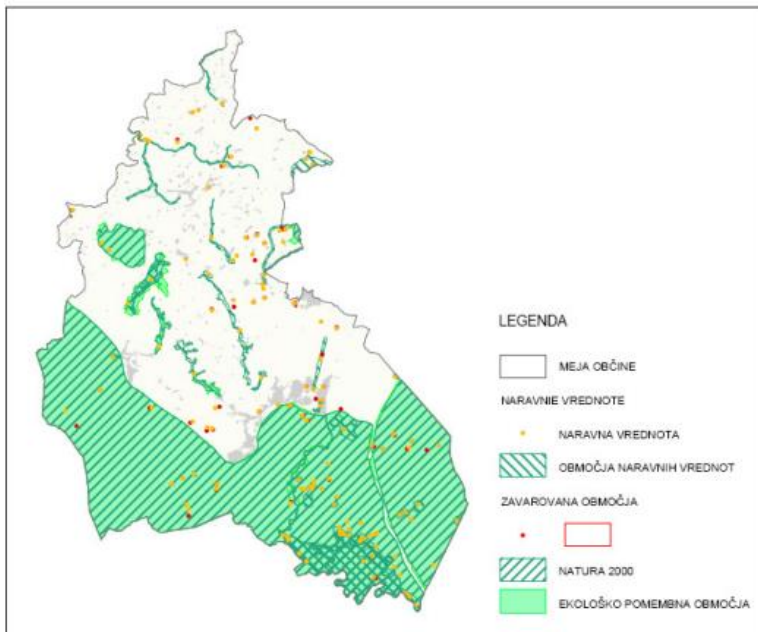 LEGENDA
MEJA OBČINE
NARAVNIE VREDNOTE
NARAVNA VREDNOTA
OBMOČJA NARAVNIH VREDNOT
ZAVAROVANA OBMOČJA
NATURA 2000
EKOLOŠKO POMEMBNA OBMOČJA